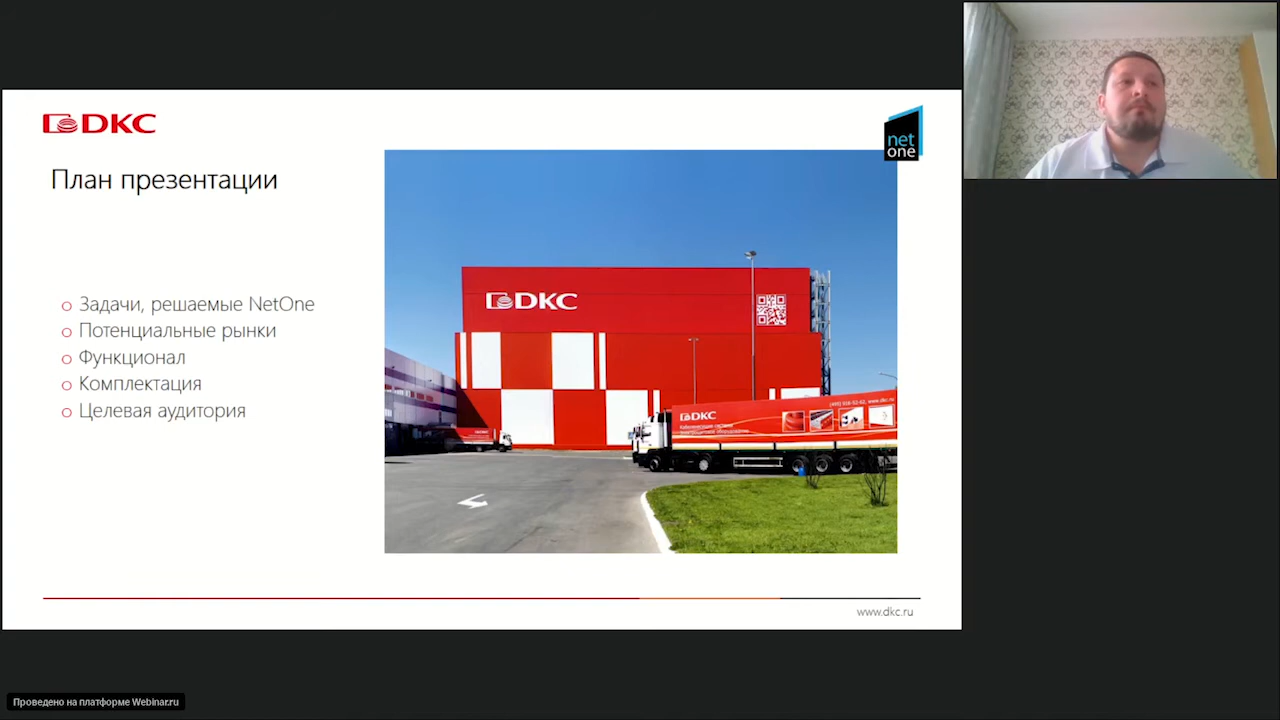 DKC
net
one
План презентации
Задачи, решаемые NetOne
Потенциальные рынки
Функционал
Комплектация
Целевая аудитория
DKC
DKC
www.dkc.ru
Проведено на платформе Webinar.ru